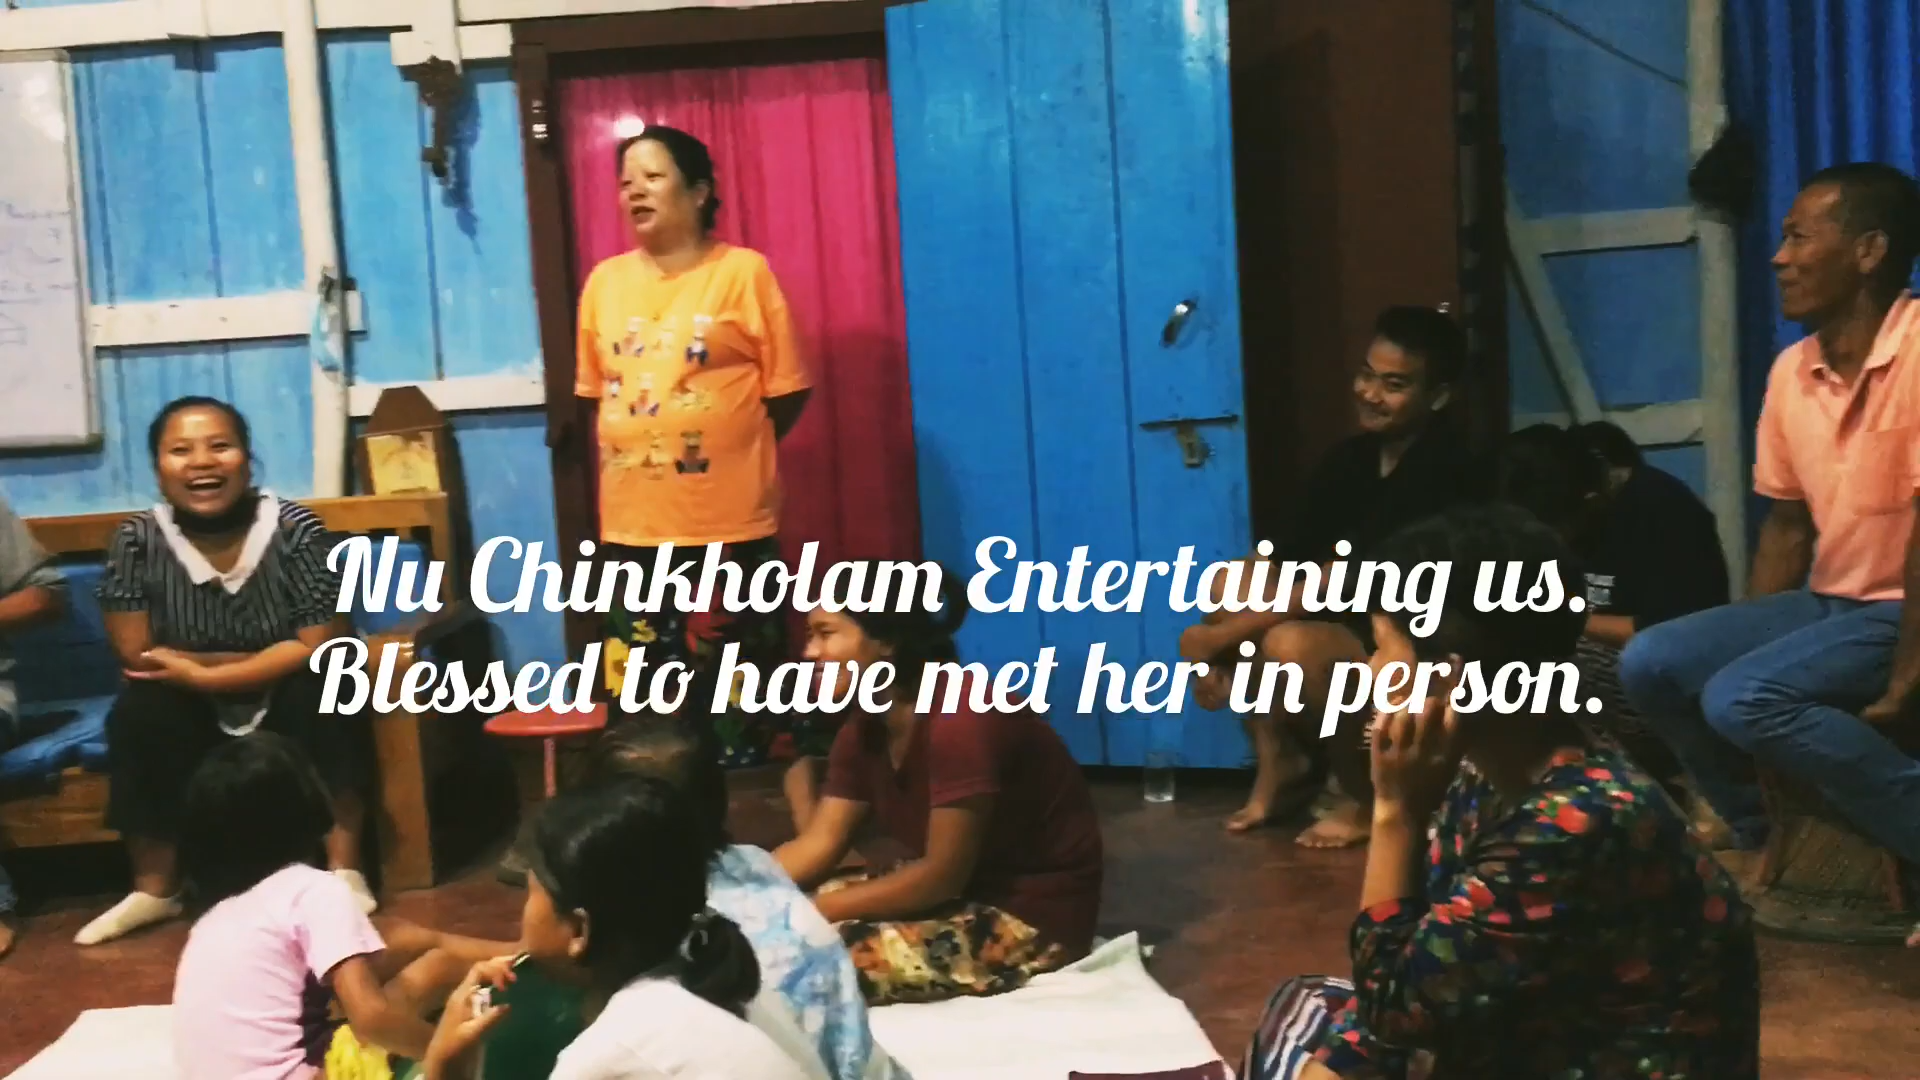 Nu Chinkholam Entertaining us.
Blessed to have met her in person.